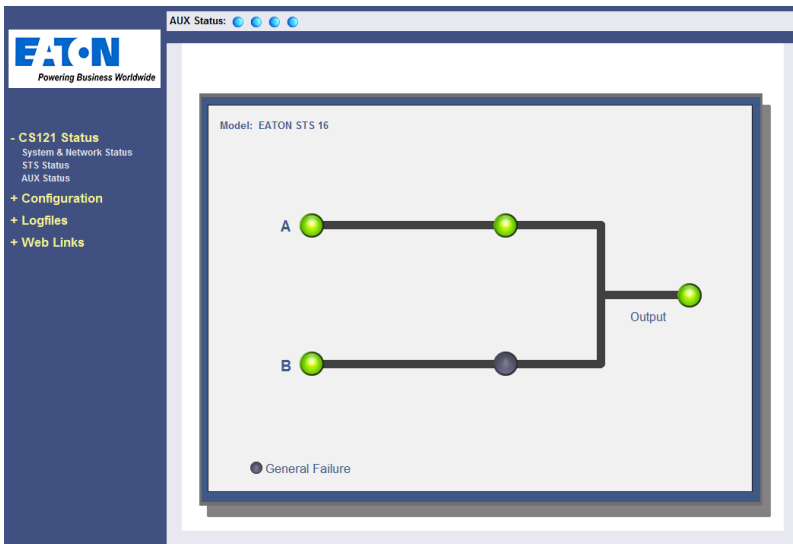 AUX Status:
EATON
Powering Business Worldwide
- CS121 Status
System & Network Status
STS Status
AUX Status
+ Configuration
+ Logfiles
+ Web Links
Model: EATON STS 16
A
Output
B
General Failure